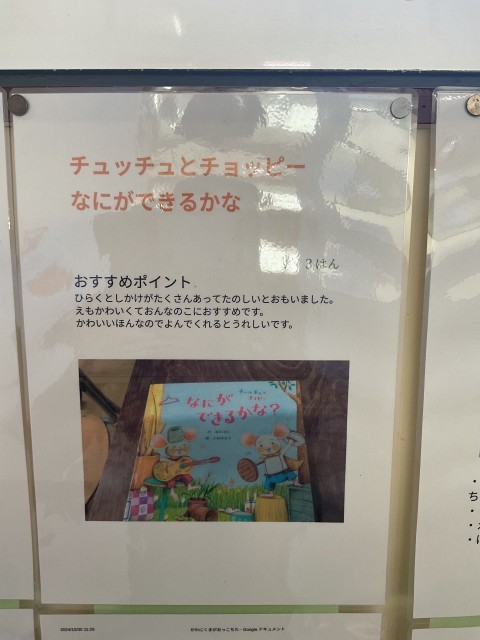 チュッチュとチョッピー
なにができるかな
3はん
おすすめポイント
ひらくとしかけがたくさんあってたのしいとおもいました。
えもかわいくておんなのこにおすすめです。
かわいいほんなのでよんでくれるとうれしいです。
なにが
できるかな?